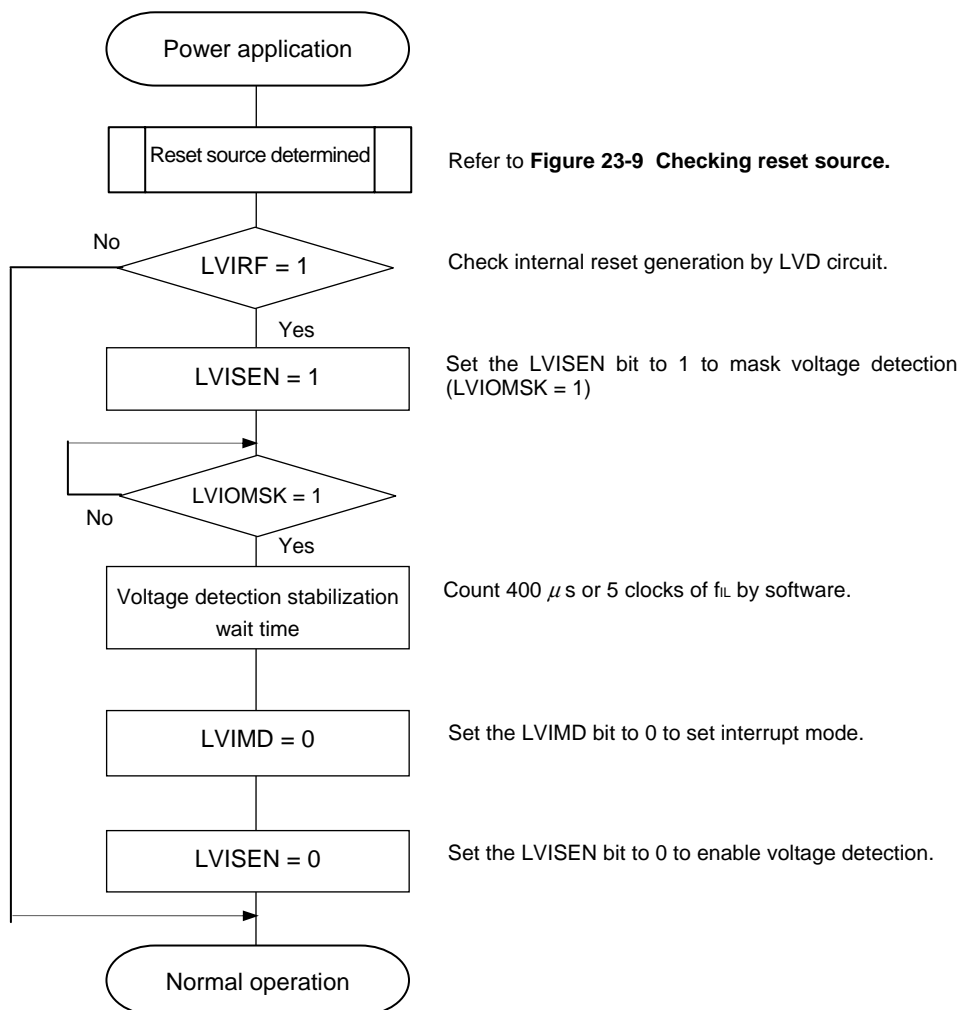 Power application
Reset source determined
Refer to Figure 23-9 Checking reset source.
No
LVIRF = 1
Check internal reset generation by LVD circuit.
Yes
LVISEN = 1
Set the LVISEN bit to 1 to mask voltage detection
(LVIOMSK = 1)
LVIOMSK = 1
No
Yes
Voltage detection stabilization
wait time
Count 400 μs or 5 clocks of fIL by software.
LVIMD = 0
Set the LVIMD bit to 0 to set interrupt mode.
LVISEN = 0
Set the LVISEN bit to 0 to enable voltage detection.
Normal operation